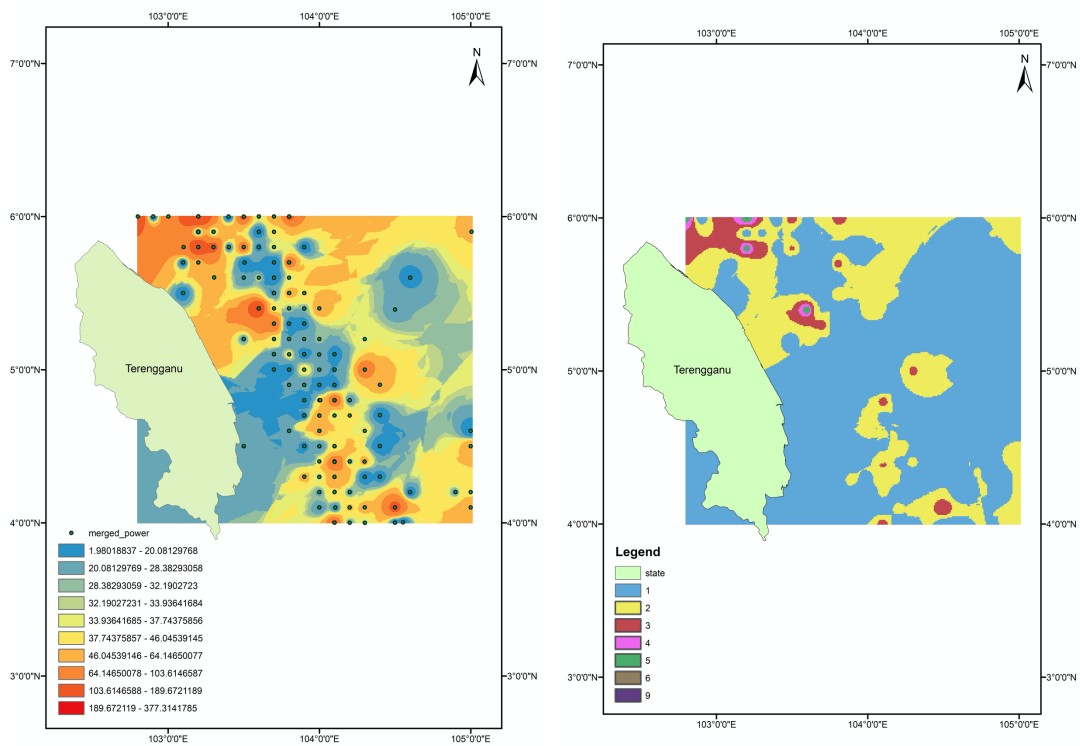 103°0'0"E 104°0'0"E 105°0'0"E
N
7°0'0"N 7°0'0"N
6°0'0"N 6°0'0"N
5°0'0"N 5°0'0"N
4°0'0"N 4°0'0"N
3°0'0"N 3°0'0"N
Terengganu
merged_power
1.98018837 - 20.08129768
20.08129769 - 28.38293058
28.38293059 - 32.1902723
32.19027231 - 33.93641684
33.93641685 - 37.74375856
37.74375857 - 46.04539145
46.04539146 - 64.14650077
64.14650078 - 103.6146587
103.6146588 - 189.6721189
189.672119 - 377.3141785
103°0'0"E 104°0'0"E 105°0'0"E
103°0'0"E 104°0'0"E 105°0'0"E
N
7°0'0"N 7°0'0"N
6°0'0"N 6°0'0"N
5°0'0"N 5°0'0"N
4°0'0"N 4°0'0"N
3°0'0"N 3°0'0"N
Terengganu
Legend
state
1
2
3
4
5
6
9
103°0'0"E 104°0'0"E 105°0'0"E